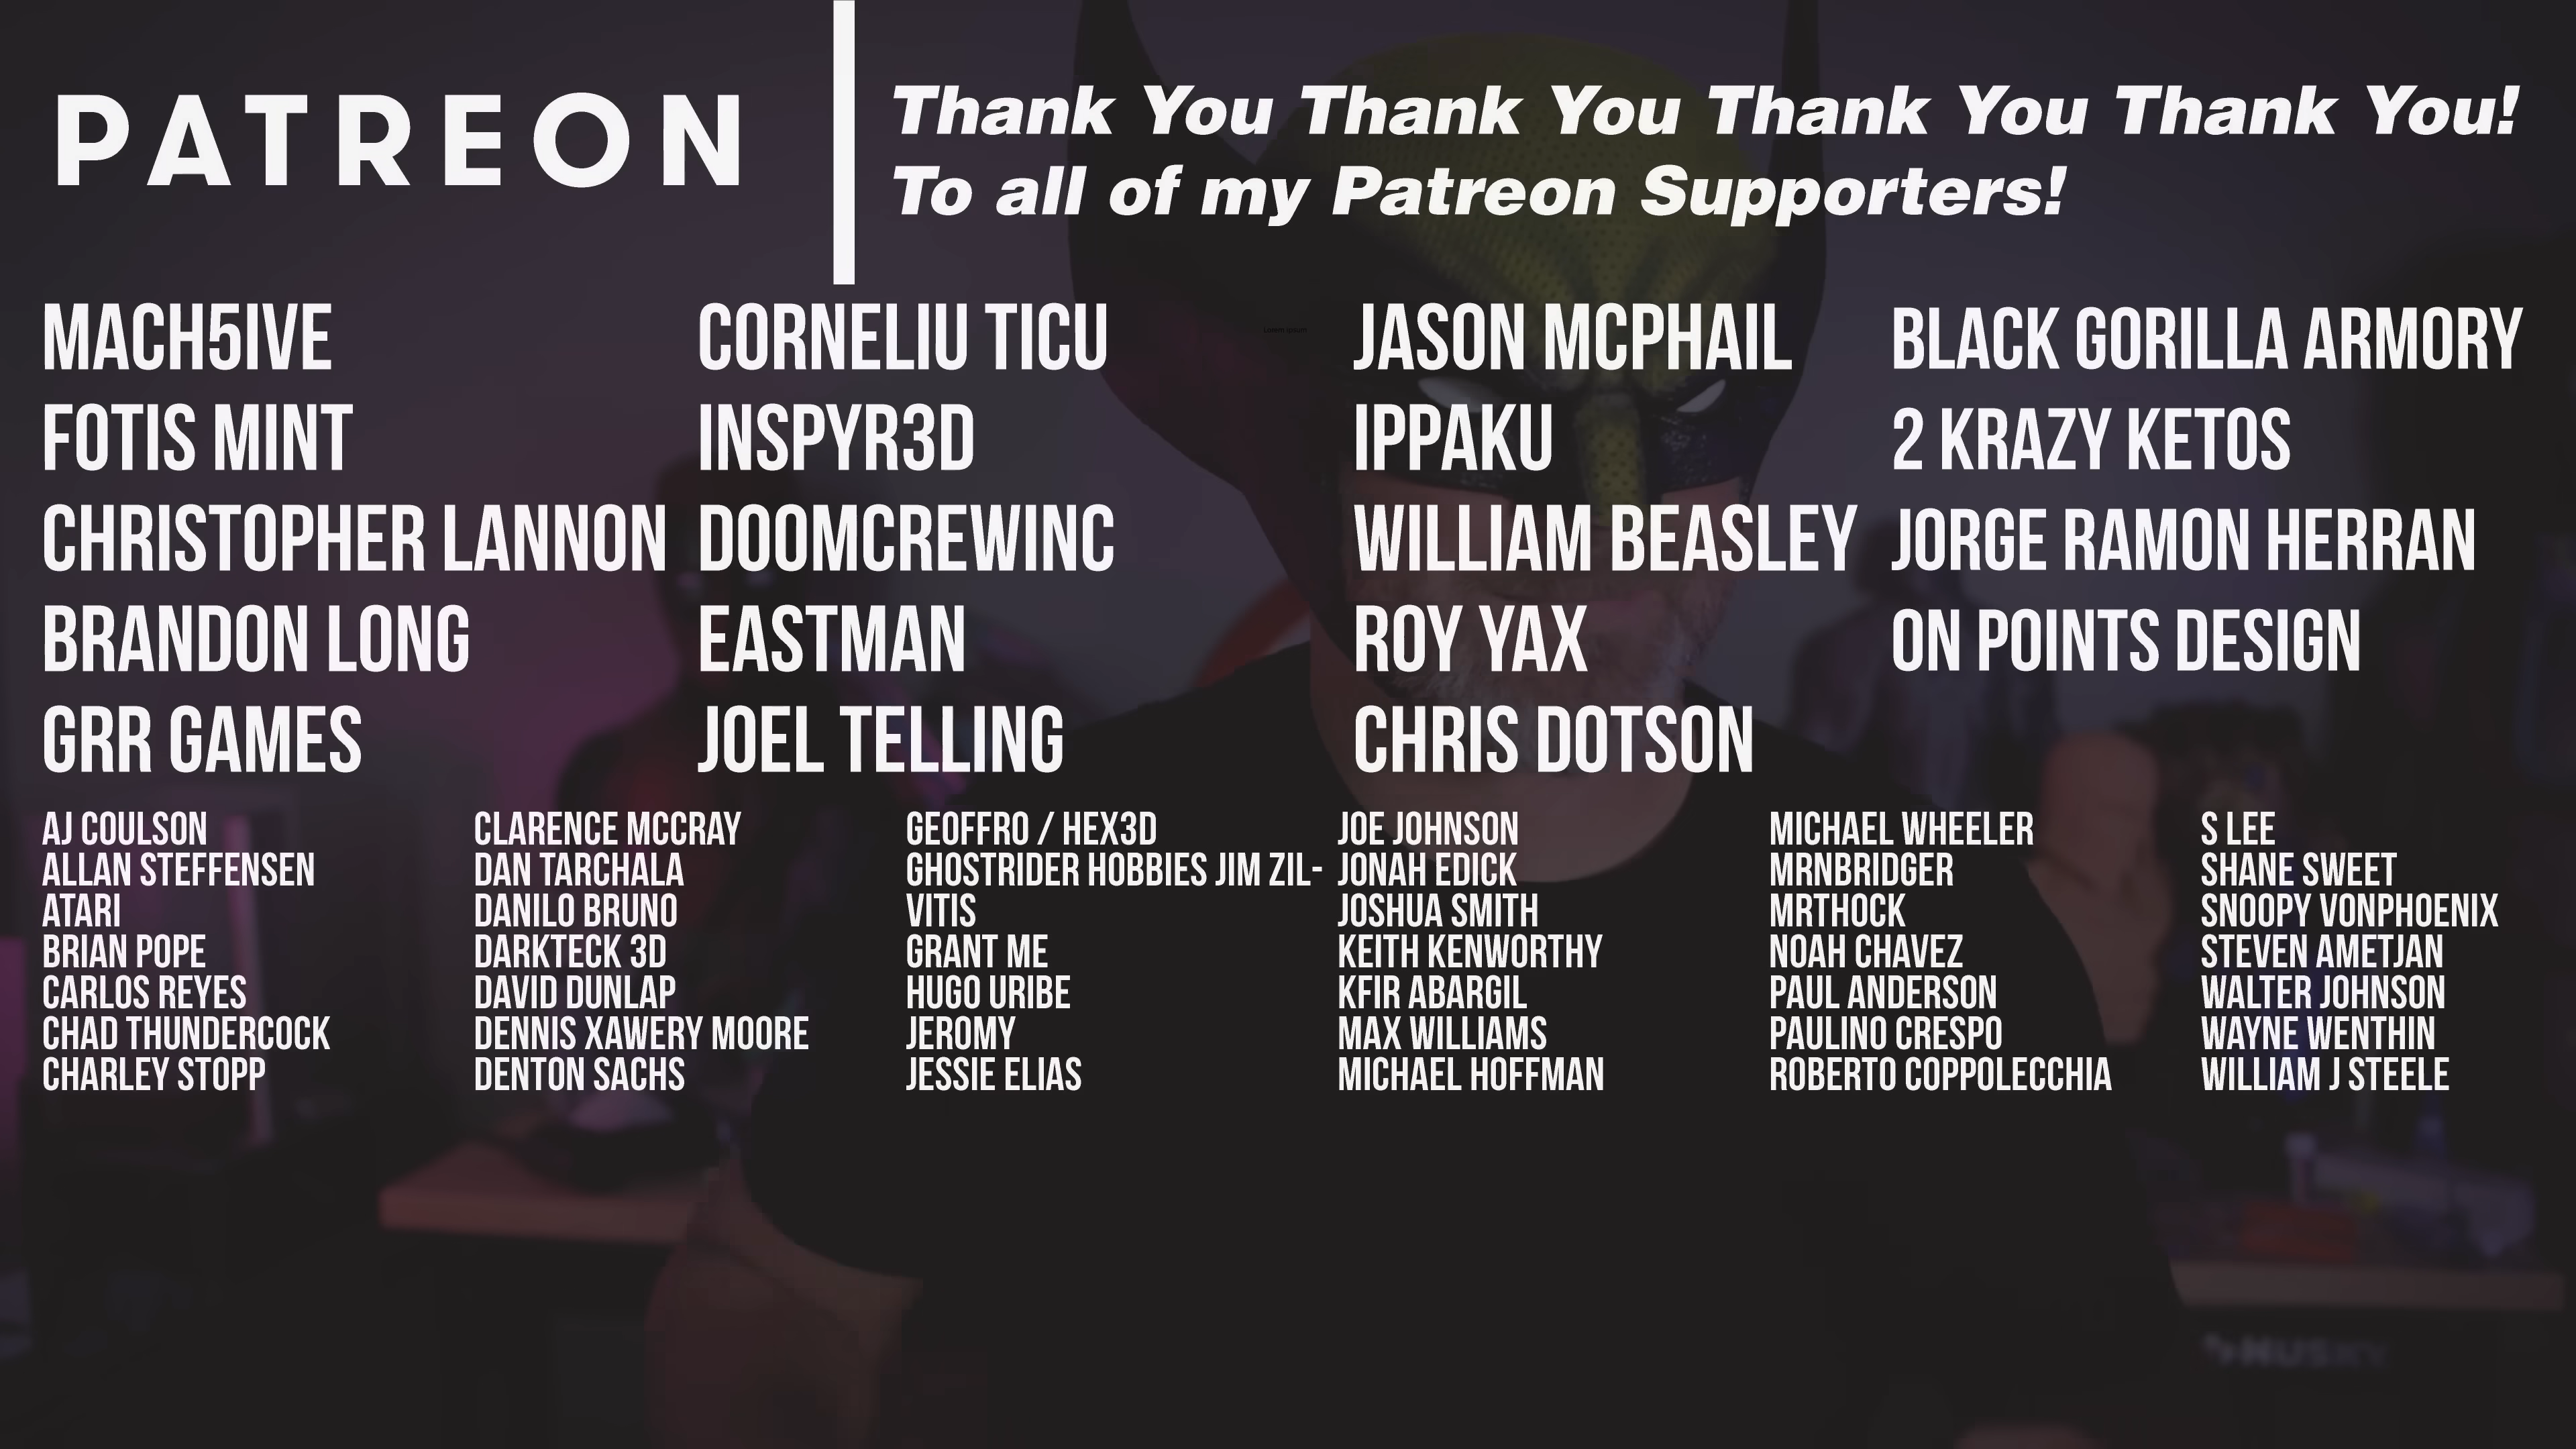 PATREON
Thank You Thank You Thank You Thank You!
To all of my Patreon Supporters!
MACH5IVE
FOTIS MINT
CHRISTOPHER LANNON
BRANDON LONG
GRR GAMES
CORNELIU TICU
INSPYR3D
DOOMCREWINC
EASTMAN
JOEL TELLING
JASON MCPHAIL
IPPAKU
WILLIAM BEASLEY
ROY YAX
CHRIS DOTSON
BLACK GORILLA ARMORY
2 KRAZY KETOS
JORGE RAMON HERRAN
ON POINTS DESIGN
AJ COULSON
ALLAN STEFFENSEN
ATARI
BRIAN POPE
CARLOS REYES
CHAD THUNDERCOCK
CHARLEY STOPP
CLARENCE MCCRAY
DAN TARCHALA
DANILO BRUNO
DARKTECK 3D
DAVID DUNLAP
DENNIS XAWERY MOORE
DENTON SACHS
GEOFFRO / HEX3D
GHOSTRIDER HOBBIES JIM ZIL-
VITIS
GRANT ME
HUGO URIBE
JEROMY
JESSIE ELIAS
JOE JOHNSON
JONAH EDICK
JOSHUA SMITH
KEITH KENWORTHY
KFIR ABARGIL
MAX WILLIAMS
MICHAEL HOFFMAN
MICHAEL WHEELER
MRNBRIDGER
MRTHOCK
NOAH CHAVEZ
PAUL ANDERSON
PAULINO CRESPO
ROBERTO COPPOLECCHIA
S LEE
SHANE SWEET
SNOOPY VONPHOENIX
STEVEN AMETJAN
WALTER JOHNSON
WAYNE WENTHIN
WILLIAM J STEELE
Lorem ipsum
HUSKY